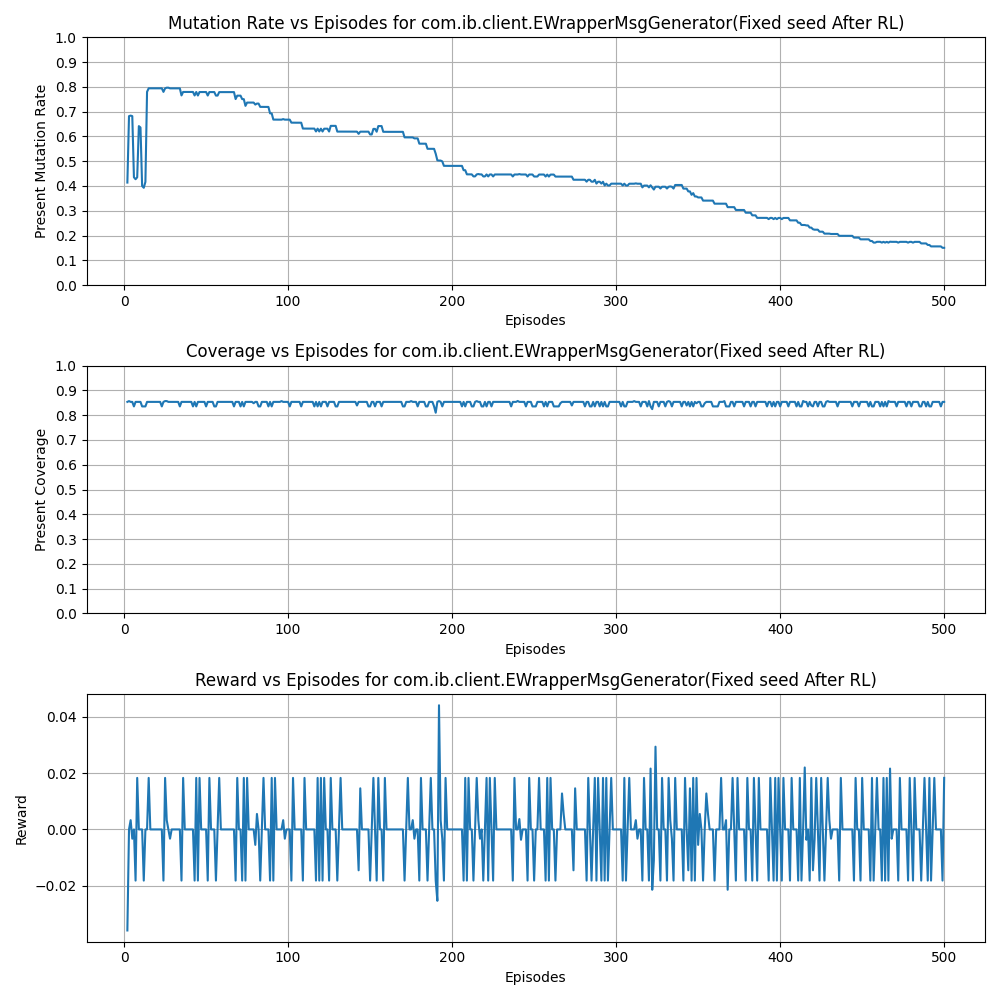 Mutation Rate vs Episodes for com.ib.client.EWrapperMsgGenerator(Fixed seed After RL)
1.0
0.9
0.8
0.7
0.6
0.5
0.4
0.3
0.2
0.1
0.0
Present Mutation Rate
0 100 200 300 400 500
Episodes
Coverage vs Episodes for com.ib.client.EWrapperMsgGenerator(Fixed seed After RL)
1.0
0.9
0.8
0.7
0.6
0.5
0.4
0.3
0.2
0.1
0.0
Present Coverage
0 100 200 300 400 500
Episodes
Reward vs Episodes for com.ib.client.EWrapperMsgGenerator(Fixed seed After RL)
0.04
0.02
0.00
−0.02
Reward
0 100 200 300 400 500
Episodes